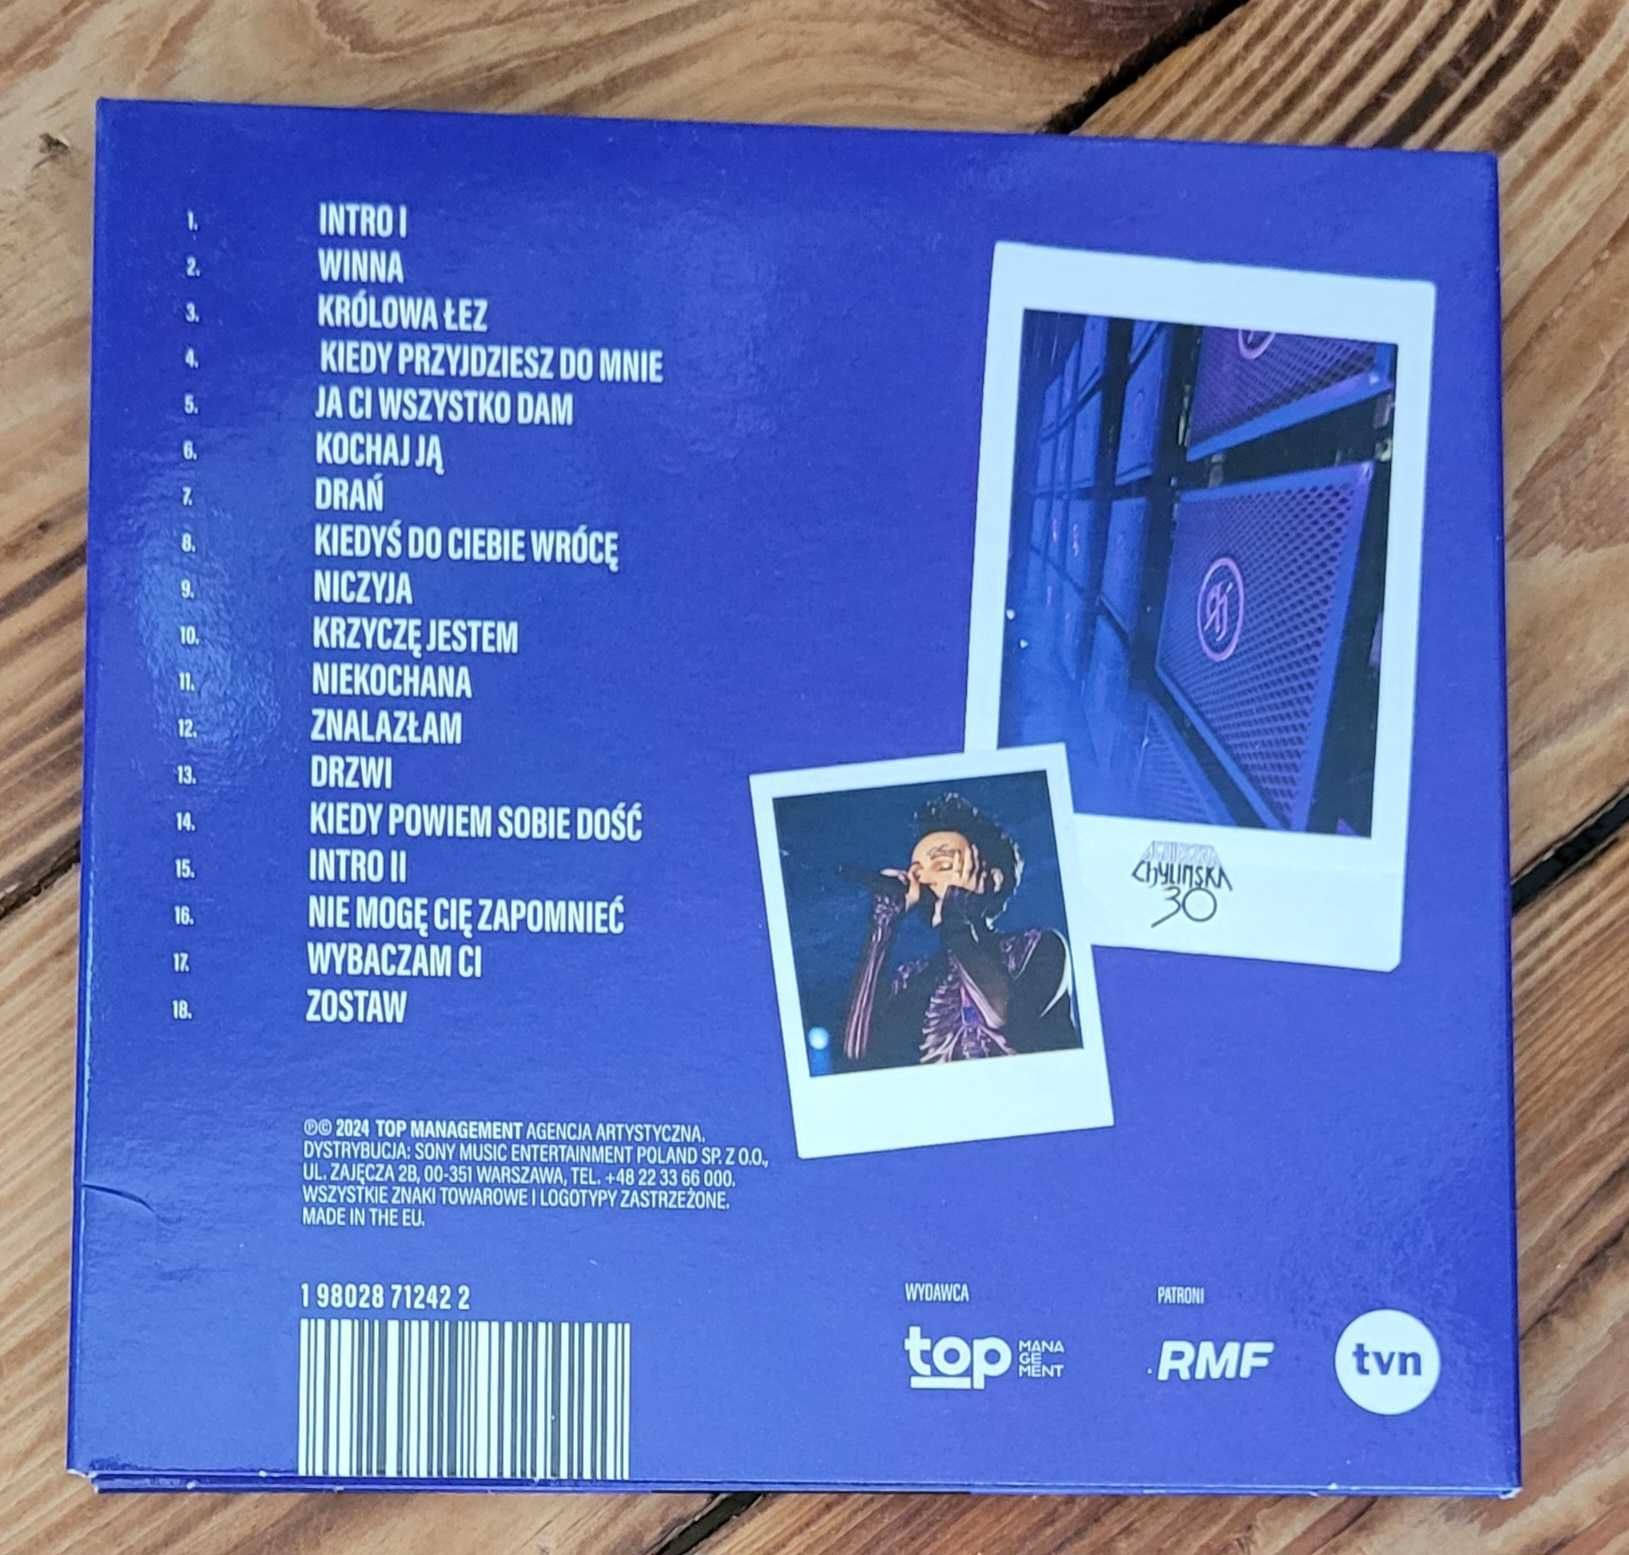 1. INTRO I
2. WINNA
3. KRÓLOWA ŁEZ
4. KIEDY PRZYJDZIESZ DO MNIE
5. JA CI WSZYSTKO DAM
6. KOCHAJ JĄ
7. DRAŃ
8. KIEDYŚ DO CIEBIE WRÓCĘ
9. NICZYJA
10. KRZYCZĘ JESTEM
11. NIEKOCHANA
12. ZNALAZŁAM
13. DRZWI
14. KIEDY POWIEM SOBIE DOŚĆ
15. INTRO II
16. NIE MOGĘ CIĘ ZAPOMNIEĆ
17. WYBACZAM CI
18. ZOSTAW
AGNIESZKA
CHYLIŃSKA
30
℗© 2024 TOP MANAGEMENT AGENCJA ARTYSTYCZNA.
DYSTRYBUCJA: SONY MUSIC ENTERTAINMENT POLAND SP. Z O.O.,
UL. ZAJĘCZA 2B, 00-351 WARSZAWA, TEL. +48 22 33 66 000.
WSZYSTKIE ZNAKI TOWAROWE I LOGOTYPY ZASTRZEŻONE.
MADE IN THE EU.
1 98028 71242 2
WYDAWCA
top
MANA
GE
MENT
PATRONI
RMF
tvn